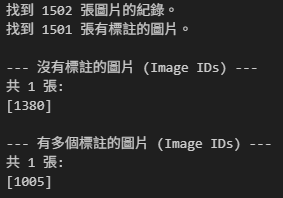 找到 1502 張圖片的紀錄。
找到 1501 張有標註的圖片。
--- 沒有標註的圖片 (Image IDs) ---
共 1 張:
[1380]
--- 有多個標註的圖片 (Image IDs) ---
共 1 張:
[1005]